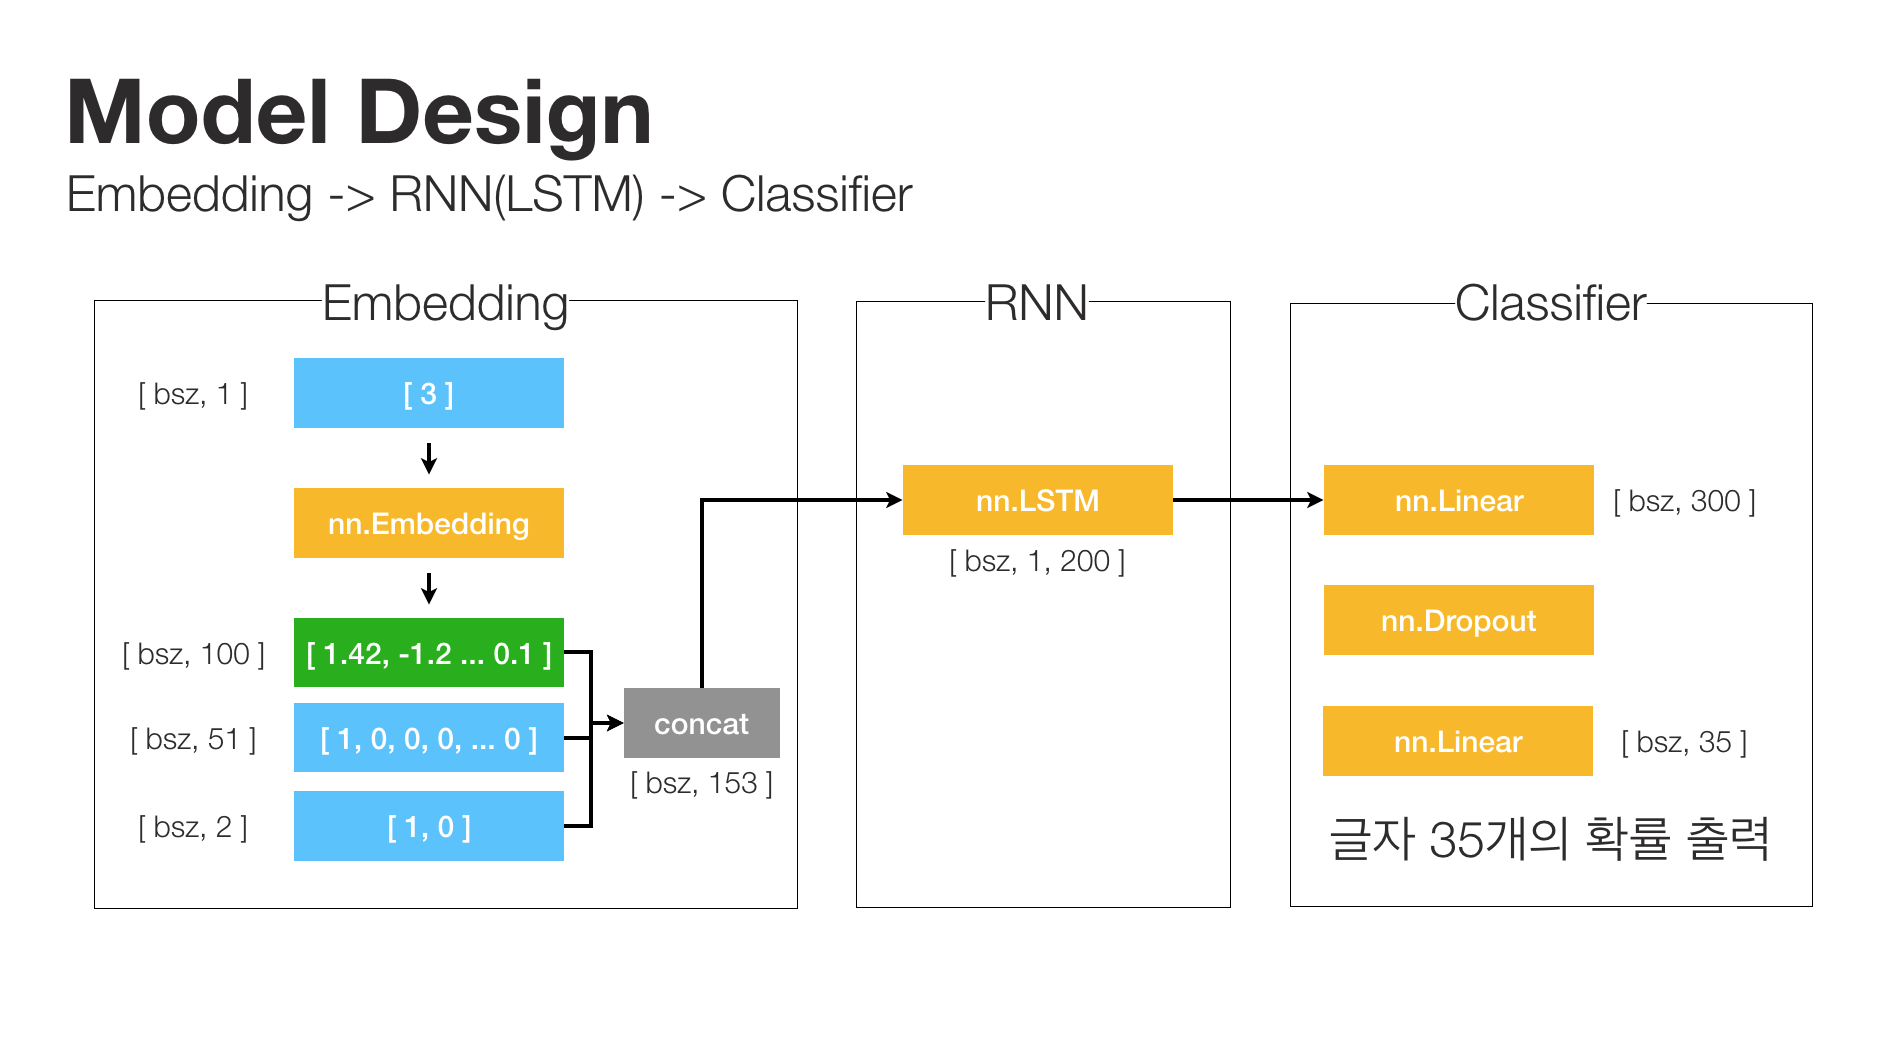 Model Design
Embedding -> RNN(LSTM) -> Classifier
Embedding
[ bsz, 1 ]
[ 3 ]
nn.Embedding
[ bsz, 100 ]
[ 1.42, -1.2 ... 0.1 ]
[ bsz, 51 ]
[ 1, 0, 0, 0, ... 0 ]
[ bsz, 2 ]
[ 1, 0 ]
concat
[ bsz, 153 ]
RNN
nn.LSTM
[ bsz, 1, 200 ]
Classifier
nn.Linear
[ bsz, 300 ]
nn.Dropout
nn.Linear
[ bsz, 35 ]
글자 35개의 확률 출력